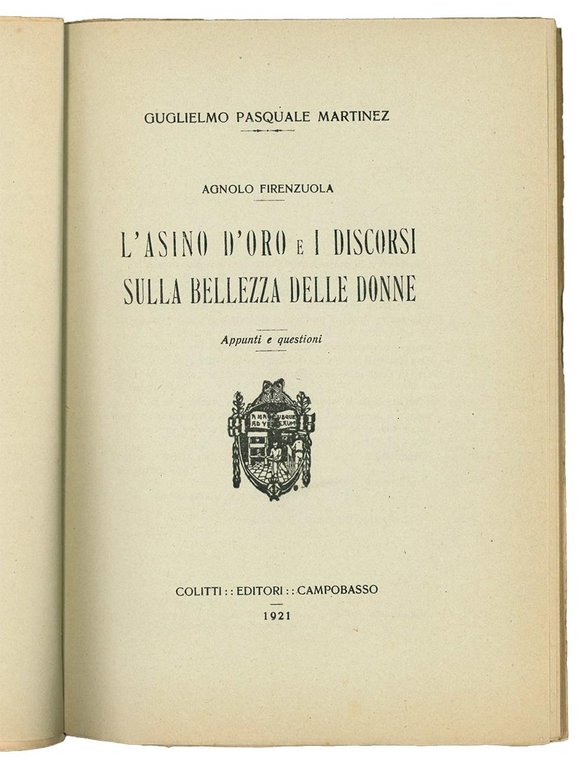 GUGLIELMO PASQUALE MARTINEZ
AGNOLO FIRENZUOLA
L'ASINO D'ORO E I DISCORSI
SULLA BELLEZZA DELLE DONNE
Appunti e questioni
COLITTI :: EDITORI :: CAMPOBASSO
1921